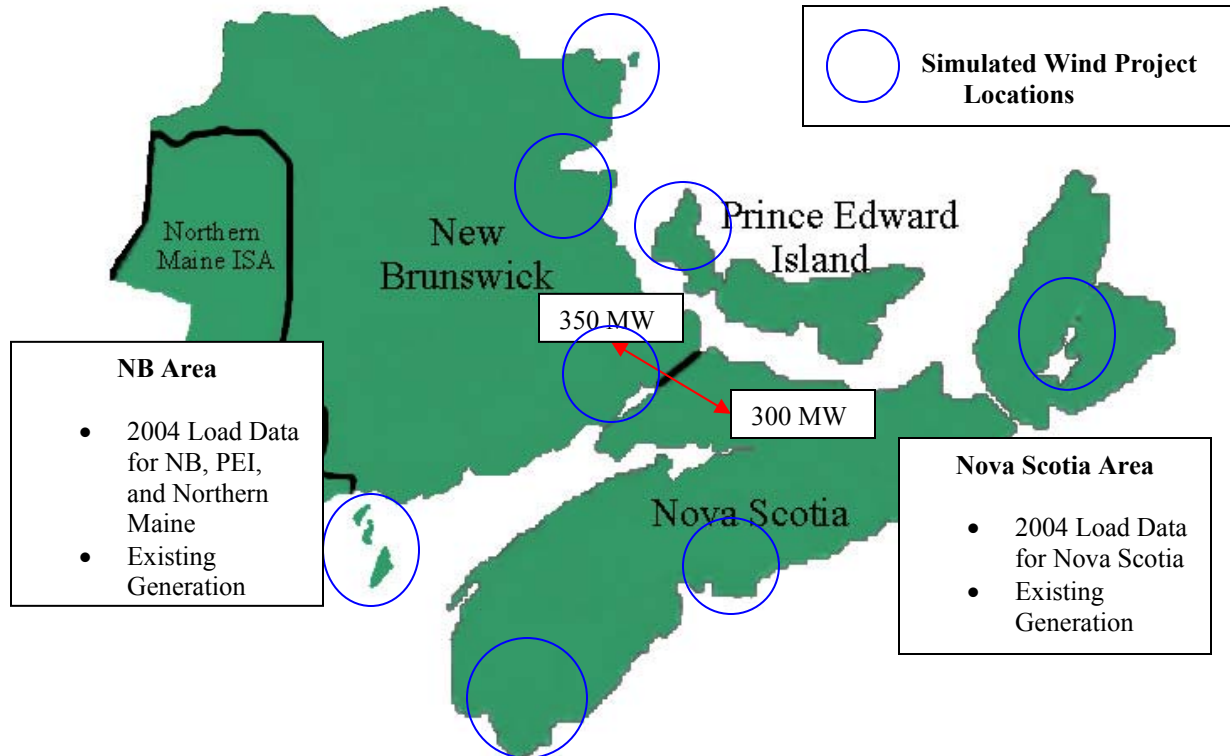 Simulated Wind Project
Locations
Northern
Maine ISA
New
Brunswick
Prince Edward
Island
350 MW
300 MW
NB Area
• 2004 Load Data
for NB, PEI,
and Northern
Maine
• Existing
Generation
Nova Scotia
Nova Scotia Area
• 2004 Load Data
for Nova Scotia
• Existing
Generation